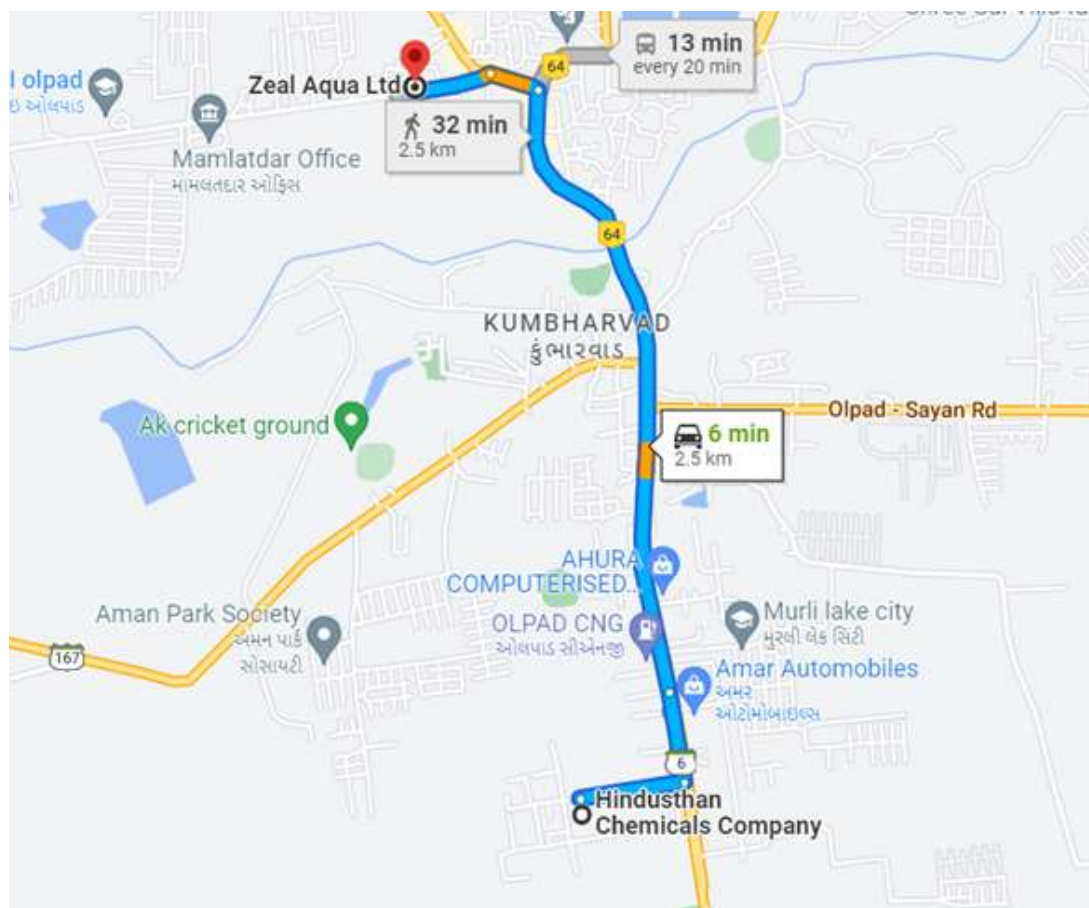 13 min
every 20 min
64
Zeal Aqua Ltd
olpad
32 min
2.5 km
Mamlatdar Office
મામલતદાર ઓફિસ
64
KUMBHARVAD
કુંભારવાડ
Olpad - Sayan Rd
Ak cricket ground
6 min
2.5 km
AHURA
COMPUTERISED...
Aman Park Society
અમન પાર્ક
સોસાયટી
OLPAD CNG
ઓલપાડ સીએનજી
Murli lake city
મુરલી લેક સિટી
167
Amar Automobiles
અમર
ઓટોમોબાઇલ્સ
6
Hindusthan
Chemicals Company